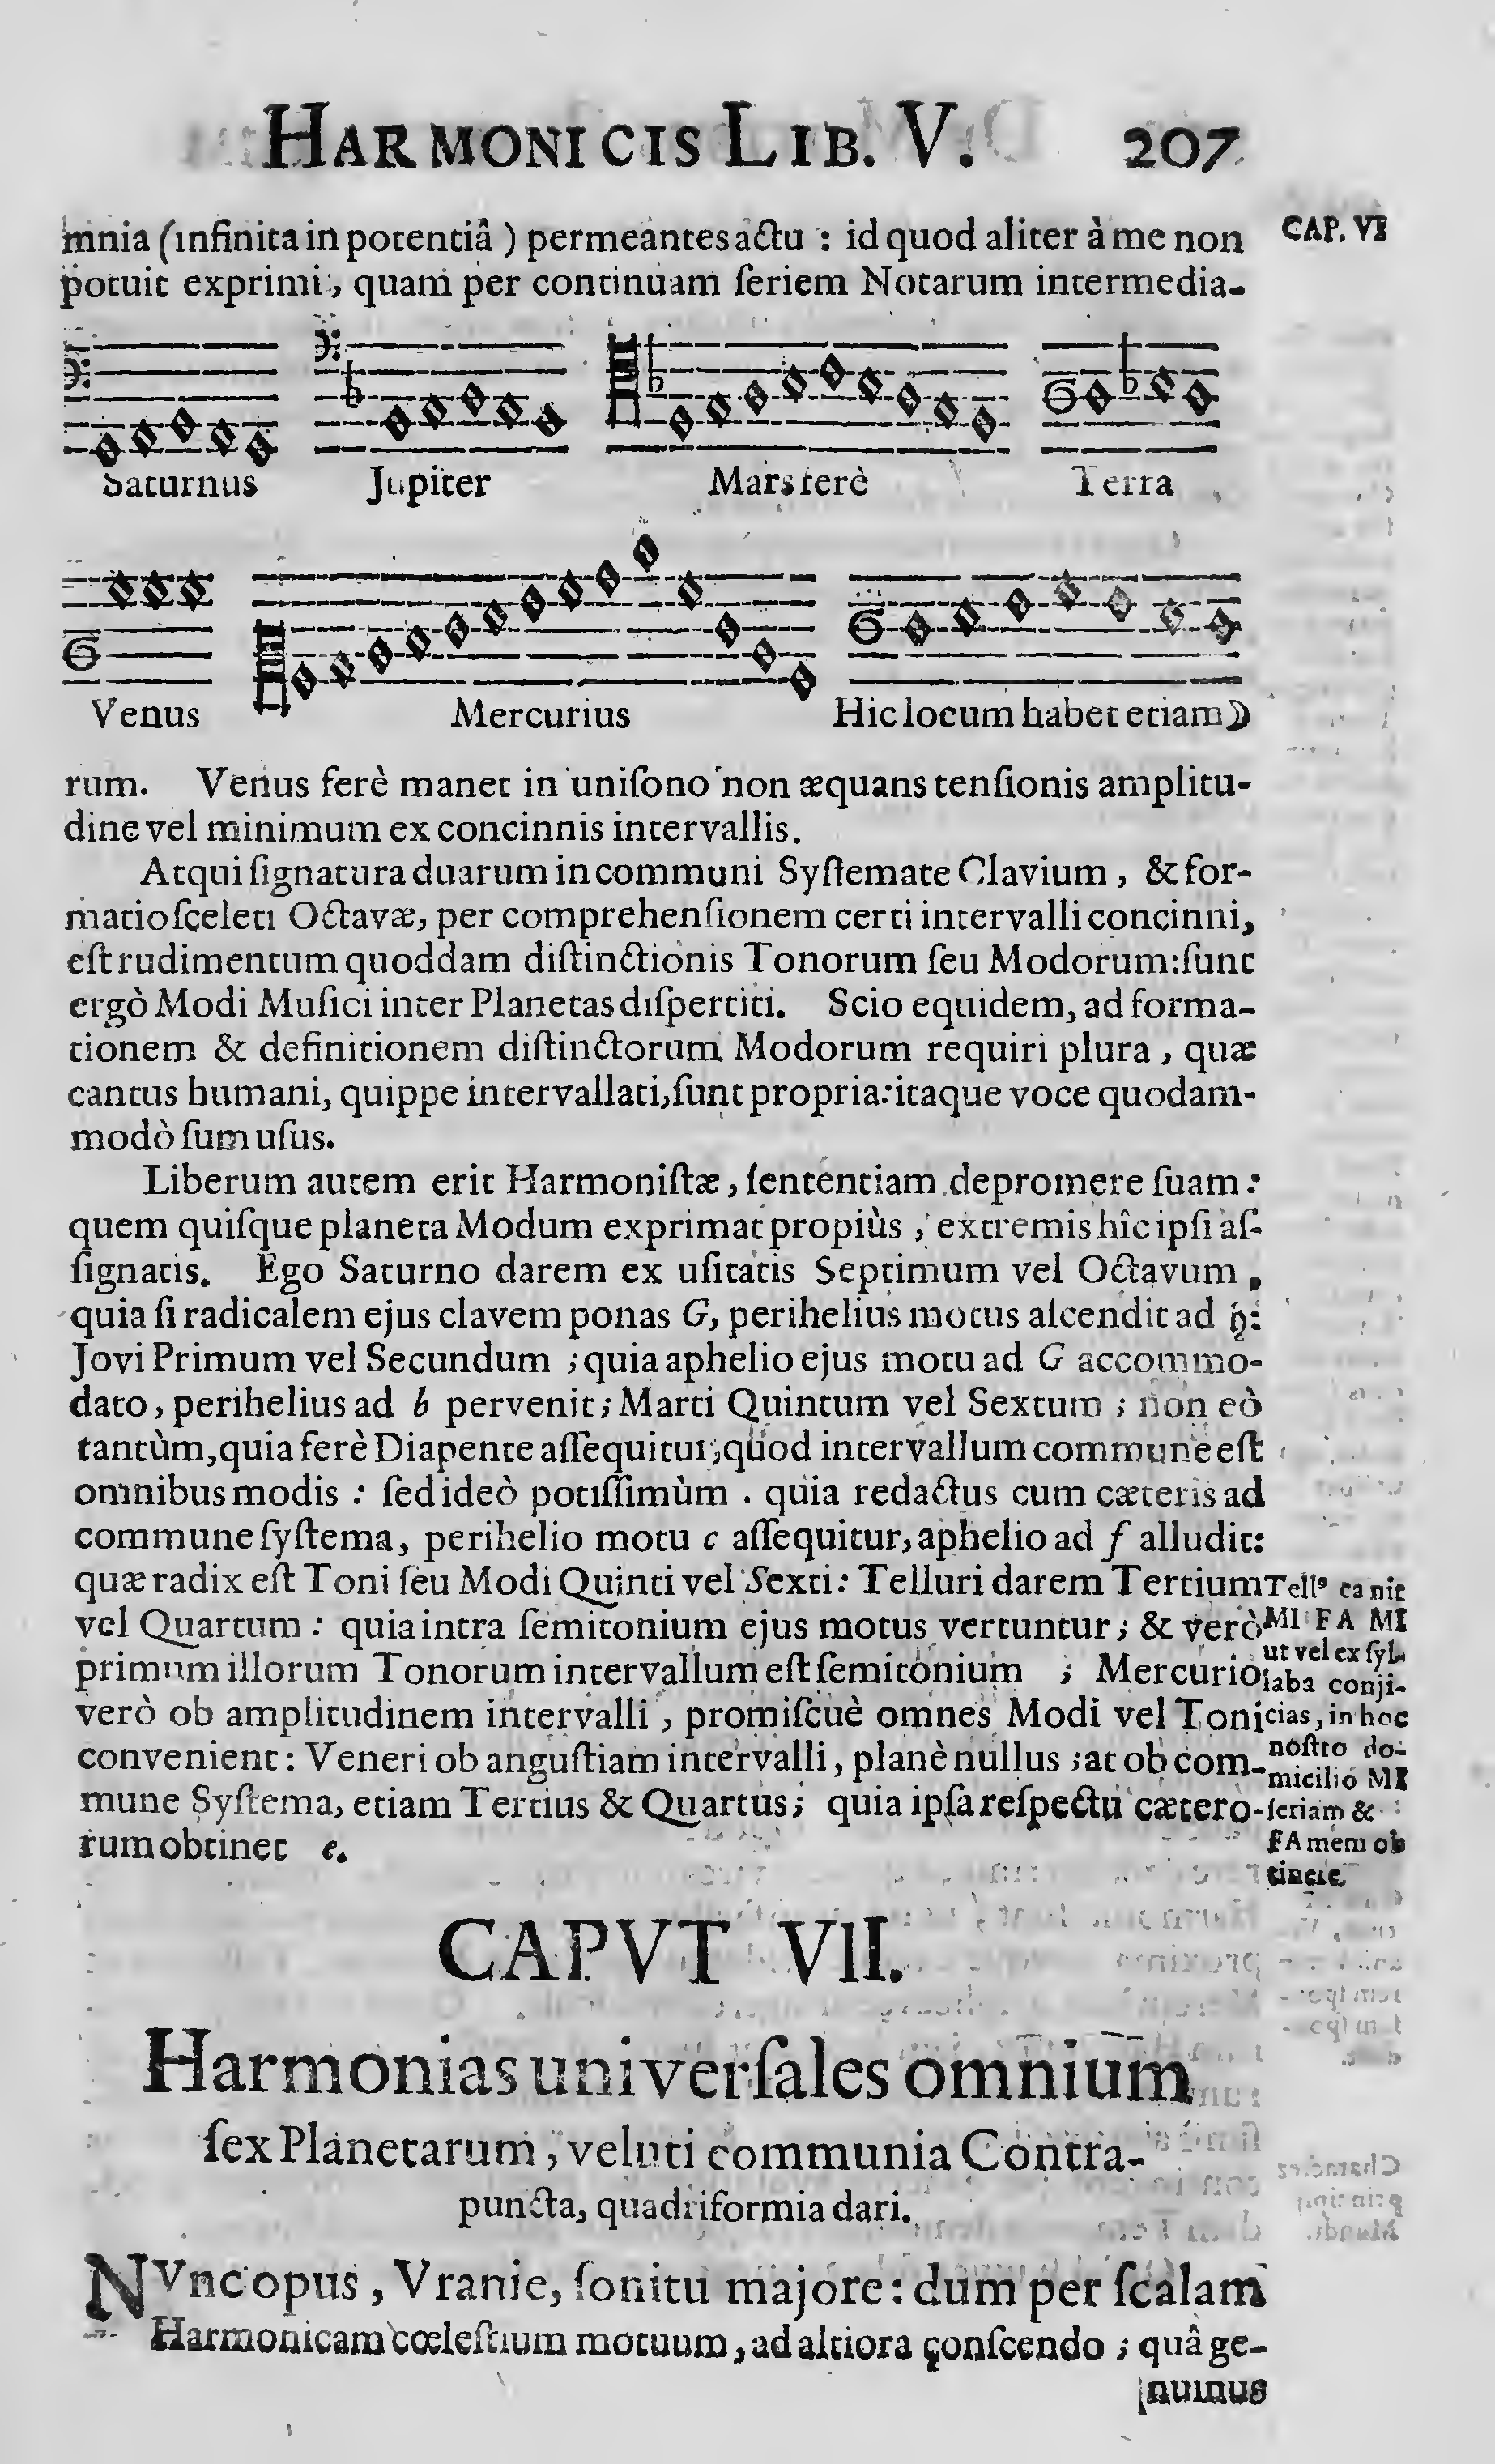 HARMONICIS LIB. V. 207
CAP. VI
mnia (infinita in potentiâ) permeantes actu : id quod aliter à me non
potuit exprimi, quam per continuam ſeriem Notarum intermedia-
Saturnus Jupiter Mars ferè Terra
Venus Mercurius Hic locum habet etiam ☽
rum. Venus ferè manet in uniſono non æquans tenſionis amplitu-
dine vel minimum ex concinnis intervallis.
Atqui ſignatura duarum in communi Syſtemate Clavium, & for-
matio ſceleti Octavæ, per comprehenſionem certi intervalli concinni,
eſt rudimentum quoddam diſtinctionis Tonorum ſeu Modorum: ſunt
ergò Modi Muſici inter Planetas diſpertiti. Scio equidem, ad forma-
tionem & definitionem diſtinctorum Modorum requiri plura, quæ
cantus humani, quippe intervallati, ſunt propria: itaque voce quodam-
modò ſum uſus.
Liberum autem erit Harmoniſtæ, ſententiam depromere ſuam:
quem quiſque planeta Modum exprimat propiùs, extremis hîc ipſi aſ-
ſignatis. Ego Saturno darem ex uſitatis Septimum vel Octavum,
quia ſi radicalem ejus clavem ponas G, perihelius motus aſcendit ad ♮:
Jovi Primum vel Secundum ; quia aphelio ejus motu ad G accommo-
dato, perihelius ad b pervenit; Marti Quintum vel Sextum ; non eò
tantùm, quia ferè Diapente aſſequitur, quod intervallum commune eſt
omnibus modis : ſed ideò potiſſimùm . quia redactus cum cæteris ad
commune ſyſtema, perihelio motu c aſſequitur, aphelio ad f alludit:
quæ radix eſt Toni ſeu Modi Quinti vel Sexti: Telluri darem Tertium
vel Quartum : quia intra ſemitonium ejus motus vertuntur; & verò
primum illorum Tonorum intervallum eſt ſemitonium ; Mercurio
verò ob amplitudinem intervalli, promiſcuè omnes Modi vel Toni
convenient: Veneri ob anguſtiam intervalli, planè nullus ; at ob com-
mune Syſtema, etiam Tertius & Quartus; quia ipſa reſpectu cætero-
rum obtinet e.
Tellꝰ canit
MI FA MI
ut vel ex ſyl-
laba conji-
cias, in hoc
noſtro do-
micilio MI
ſeriam &
FAmem ob
tinere.
CAPVT VII.
Harmonias univerſales omnium
ſex Planetarum, veluti communia Contra-
puncta, quadriformia dari.
NVnc opus, Vranie, ſonitu majore: dum per ſcalam
Harmonicam cœleſtium motuum, ad altiora conſcendo ; quâ ge-
nuinus